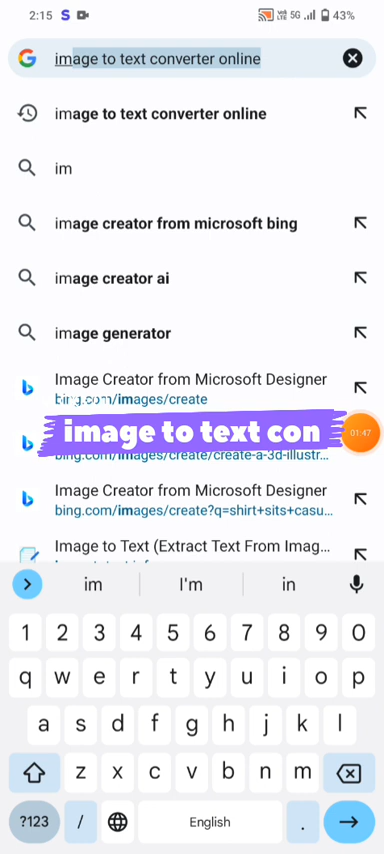 2:15 S 5G 43%
image to text converter online
image to text converter online
im
image creator from microsoft bing
image creator ai
image generator
Image Creator from Microsoft Designer
bing.com/images/create
image to text con
01:47
bing.com/images/create/create-a-3d-illustr...
Image Creator from Microsoft Designer
bing.com/images/create?q=shirt+sits+casu...
Image to Text (Extract Text From Imag...
im I'm in
1 2 3 4 5 6 7 8 9 0
q w e r t y u i o p
a s d f g h j k l
z x c v b n m
?123 / English .